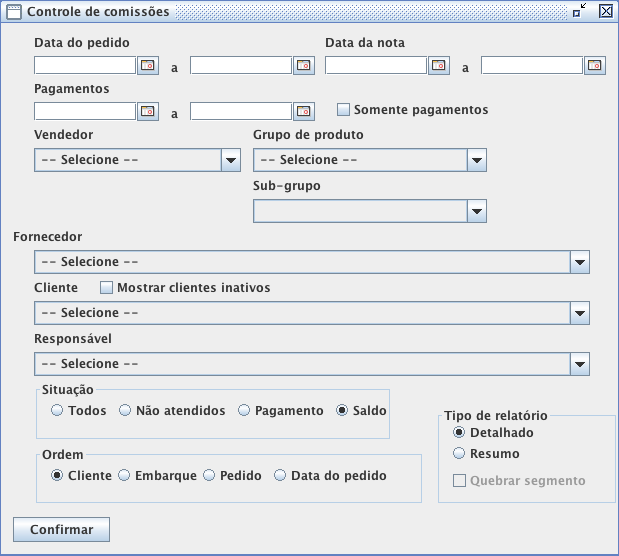 Controle de comissões
Data do pedido Data da nota
a a
Pagamentos
a Somente pagamentos
Vendedor Grupo de produto
-- Selecione -- -- Selecione --
Sub-grupo
Fornecedor
-- Selecione --
Cliente Mostrar clientes inativos
-- Selecione --
Responsável
-- Selecione --
Situação
Todos Não atendidos Pagamento Saldo
Tipo de relatório
Detalhado
Resumo
Quebrar segmento
Ordem
Cliente Embarque Pedido Data do pedido
Confirmar